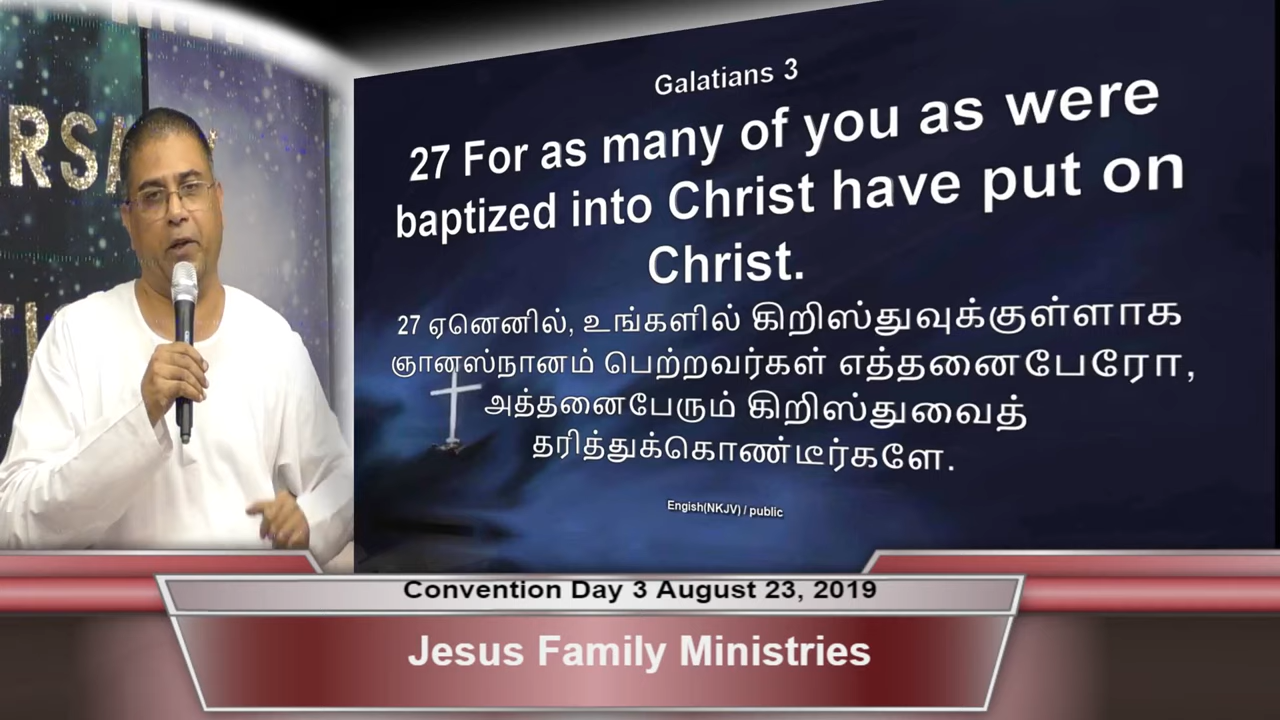 RSA
Galatians 3
27 For as many of you as were
baptized into Christ have put on
Christ.
27 ஏனெனில், உங்களில் கிறிஸ்துவுக்குள்ளாக
ஞானஸ்நானம் பெற்றவர்கள் எத்தனைபேரோ,
அத்தனைபேரும் கிறிஸ்துவைத்
தரித்துக்கொண்டீர்களே.
Engish(NKJV) / public
Convention Day 3 August 23, 2019
Jesus Family Ministries